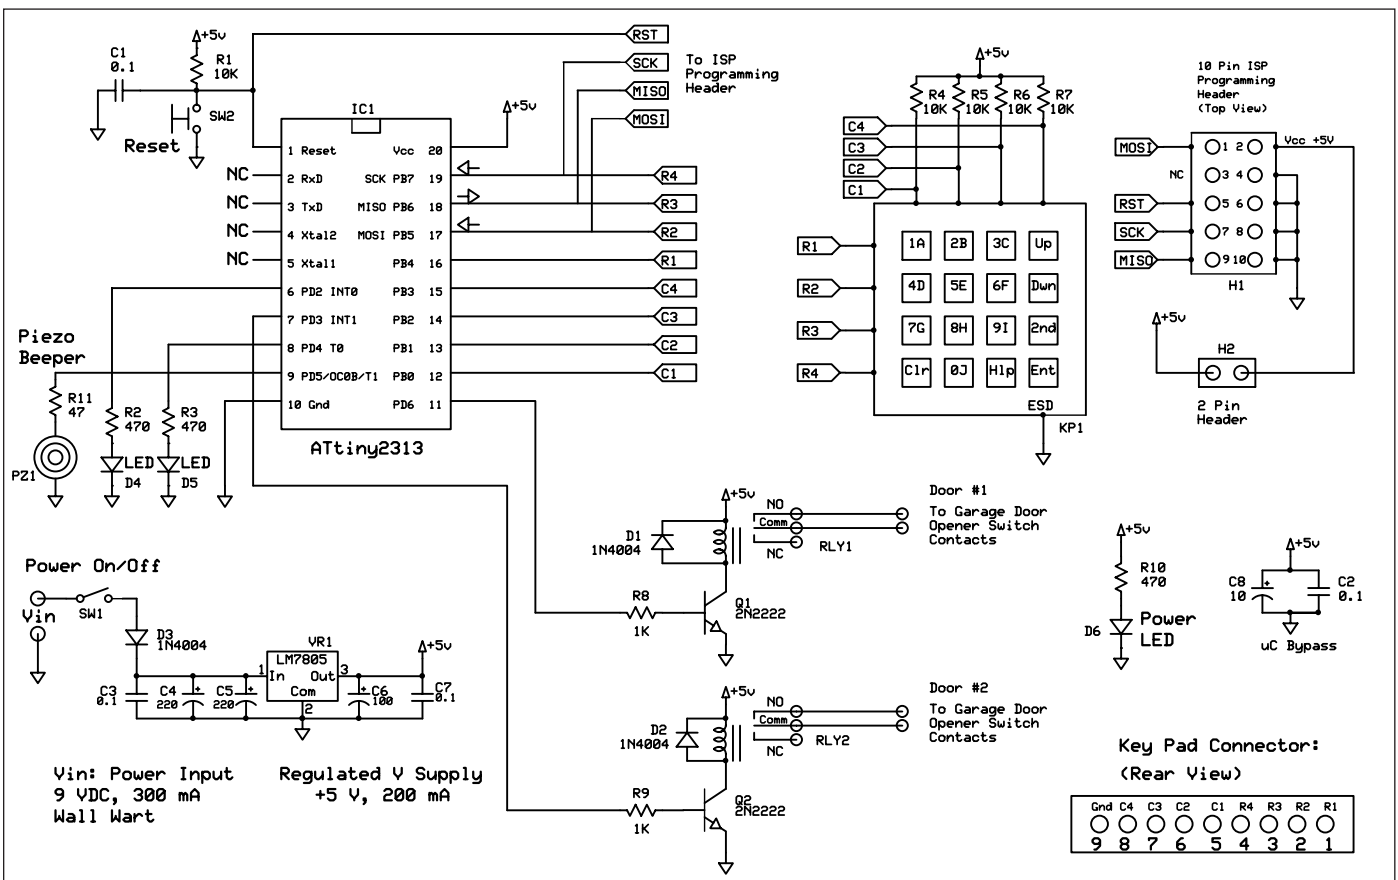 +5v
R1
10K
C1
0.1
SW2
Reset
RST
SCK
MISO
MOSI
To ISP
Programming
Header
IC1
+5v
1 Reset
Vcc 20
NC
2 RxD
SCK PB7 19
R4
NC
3 TxD
MISO PB6 18
R3
NC
4 Xtal2
MOSI PB5 17
R2
NC
5 Xtal1
PB4 16
R1
6 PD2 INT0
PB3 15
C4
7 PD3 INT1
PB2 14
C3
8 PD4 T0
PB1 13
C2
9 PD5/OC0B/T1
PB0 12
C1
10 Gnd
PD6 11
ATtiny2313
Piezo
Beeper
R11
47
PZ1
R2
470
LED
D4
R3
470
LED
D5
+5v
R4
10K
R5
10K
R6
10K
R7
10K
C4
C3
C2
C1
R1
R2
R3
R4
1A 2B 3C Up
4D 5E 6F Dwn
7G 8H 9I 2nd
Clr 0J Hlp Ent
ESD
KP1
10 Pin ISP
Programming
Header
(Top View)
MOSI
1 2
Vcc +5V
NC
3 4
RST
5 6
SCK
7 8
MISO
9 10
H1
+5v
H2
2 Pin
Header
+5v
D1
1N4004
NO
Comm
NC
RLY1
Door #1
To Garage Door
Opener Switch
Contacts
R8
1K
Q1
2N2222
+5v
D2
1N4004
NO
Comm
NC
RLY2
Door #2
To Garage Door
Opener Switch
Contacts
R9
1K
Q2
2N2222
Power On/Off
Vin
SW1
D3
1N4004
VR1
LM7805
1
In
Out
3
Com
2
+5v
C3
0.1
C4
220
C5
220
C6
100
C7
0.1
Vin: Power Input
9 VDC, 300 mA
Wall Wart
Regulated V Supply
+5 V, 200 mA
+5v
R10
470
D6
Power
LED
+5v
C8
10
C2
0.1
uC Bypass
Key Pad Connector:
(Rear View)
Gnd C4 C3 C2 C1 R4 R3 R2 R1
9 8 7 6 5 4 3 2 1